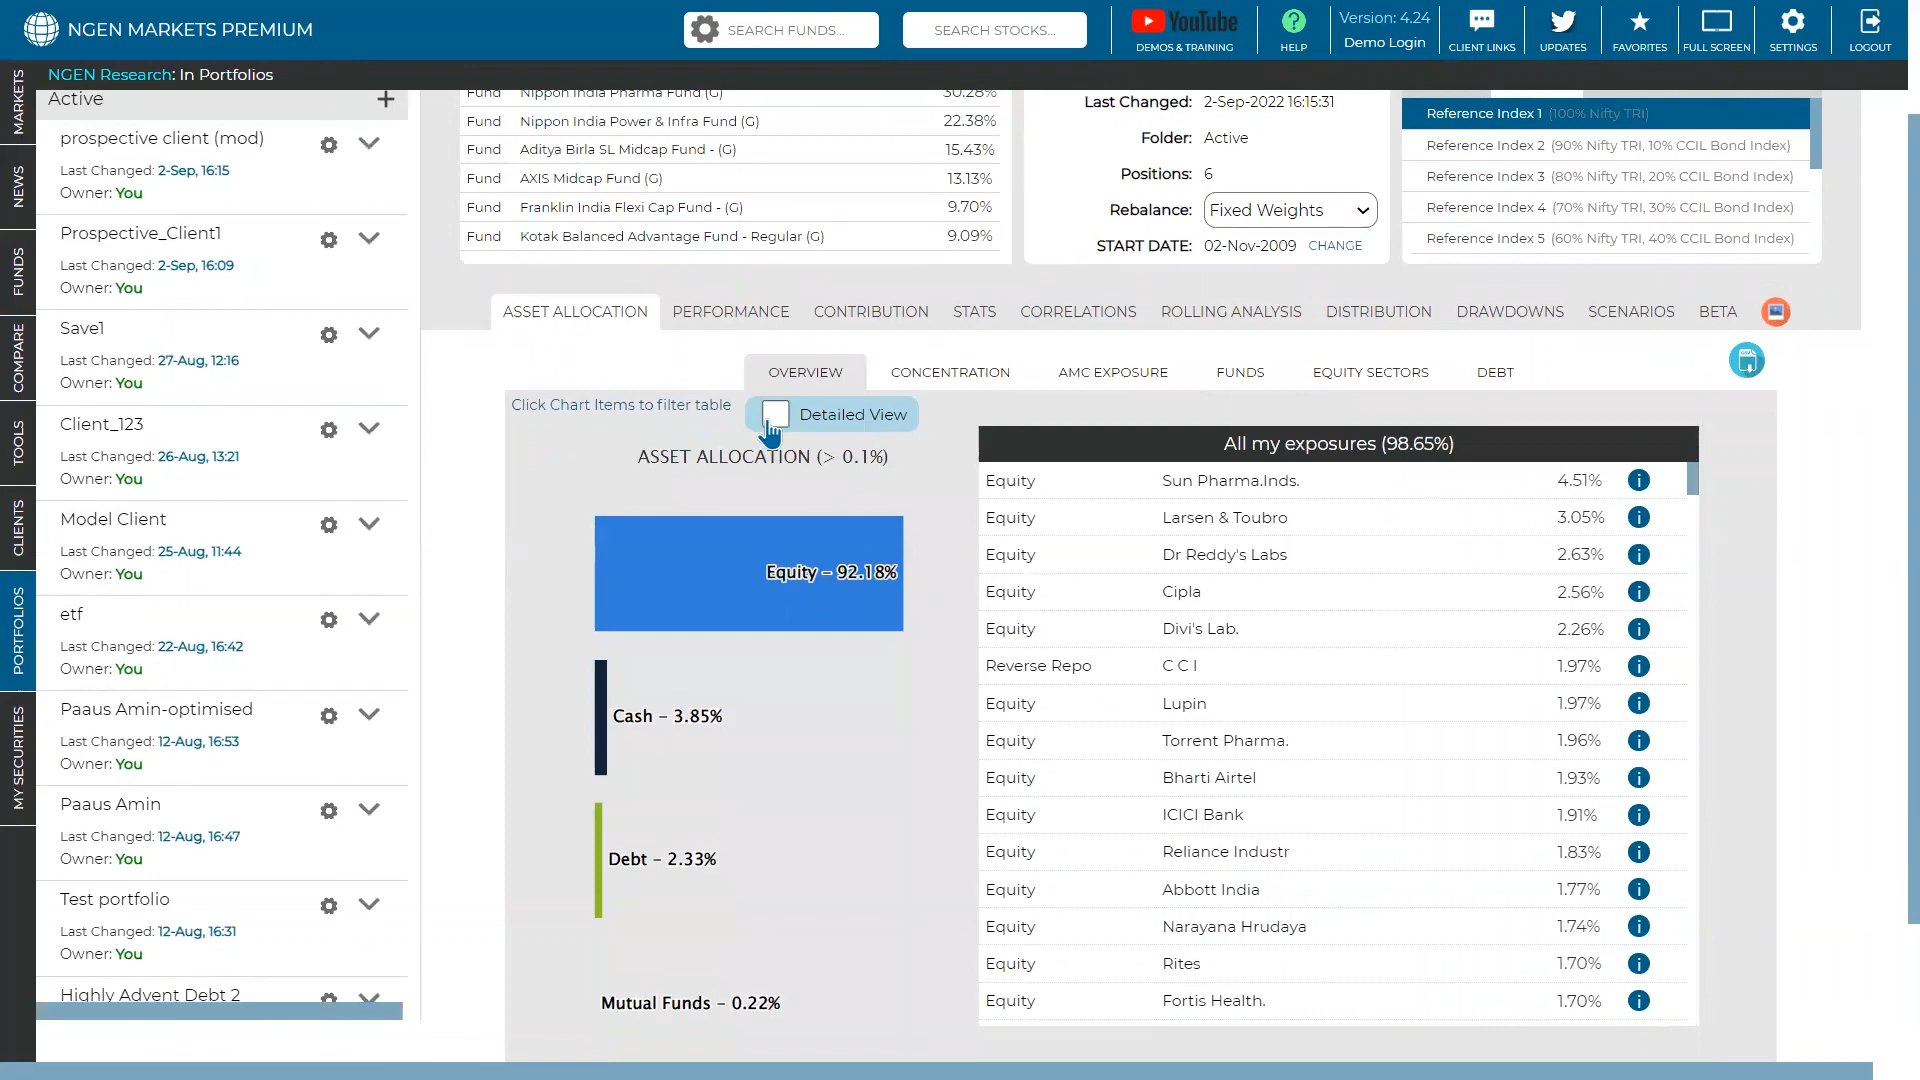 NGEN MARKETS PREMIUM
SEARCH FUNDS...
SEARCH STOCKS...
YouTube
DEMOS & TRAINING
?
HELP
Version: 4.24
Demo Login
CLIENT LINKS
UPDATES
FAVORITES
FULL SCREEN
SETTINGS
LOGOUT
NGEN Research: In Portfolios
MARKETS
NEWS
FUNDS
COMPARE
TOOLS
CLIENTS
PORTFOLIOS
MY SECURITIES
Active
prospective client (mod)
Last Changed: 2-Sep, 16:15
Owner: You
Prospective_Client1
Last Changed: 2-Sep, 16:09
Owner: You
Save1
Last Changed: 27-Aug, 12:16
Owner: You
Client_123
Last Changed: 26-Aug, 13:21
Owner: You
Model Client
Last Changed: 25-Aug, 11:44
Owner: You
etf
Last Changed: 22-Aug, 16:42
Owner: You
Paaus Amin-optimised
Last Changed: 12-Aug, 16:53
Owner: You
Paaus Amin
Last Changed: 12-Aug, 16:47
Owner: You
Test portfolio
Last Changed: 12-Aug, 16:31
Owner: You
Highly Advent Debt 2
Fund Nippon India Pharma Fund (G) 30.28%
Fund Nippon India Power & Infra Fund (G) 22.38%
Fund Aditya Birla SL Midcap Fund - (G) 15.43%
Fund AXIS Midcap Fund (G) 13.13%
Fund Franklin India Flexi Cap Fund - (G) 9.70%
Fund Kotak Balanced Advantage Fund - Regular (G) 9.09%
Last Changed: 2-Sep-2022 16:15:31
Folder: Active
Positions: 6
Rebalance: Fixed Weights
START DATE: 02-Nov-2009 CHANGE
Reference Index 1 (100% Nifty TRI)
Reference Index 2 (90% Nifty TRI, 10% CCIL Bond Index)
Reference Index 3 (80% Nifty TRI, 20% CCIL Bond Index)
Reference Index 4 (70% Nifty TRI, 30% CCIL Bond Index)
Reference Index 5 (60% Nifty TRI, 40% CCIL Bond Index)
ASSET ALLOCATION PERFORMANCE CONTRIBUTION STATS CORRELATIONS ROLLING ANALYSIS DISTRIBUTION DRAWDOWNS SCENARIOS BETA
OVERVIEW CONCENTRATION AMC EXPOSURE FUNDS EQUITY SECTORS DEBT
Click Chart Items to filter table
Detailed View
ASSET ALLOCATION (> 0.1%)
Equity - 92.18%
Cash - 3.85%
Debt - 2.33%
Mutual Funds - 0.22%
All my exposures (98.65%)
Equity Sun Pharma.Inds. 4.51% i
Equity Larsen & Toubro 3.05% i
Equity Dr Reddy's Labs 2.63% i
Equity Cipla 2.56% i
Equity Divi's Lab. 2.26% i
Reverse Repo C C I 1.97% i
Equity Lupin 1.97% i
Equity Torrent Pharma. 1.96% i
Equity Bharti Airtel 1.93% i
Equity ICICI Bank 1.91% i
Equity Reliance Industr 1.83% i
Equity Abbott India 1.77% i
Equity Narayana Hrudaya 1.74% i
Equity Rites 1.70% i
Equity Fortis Health. 1.70% i